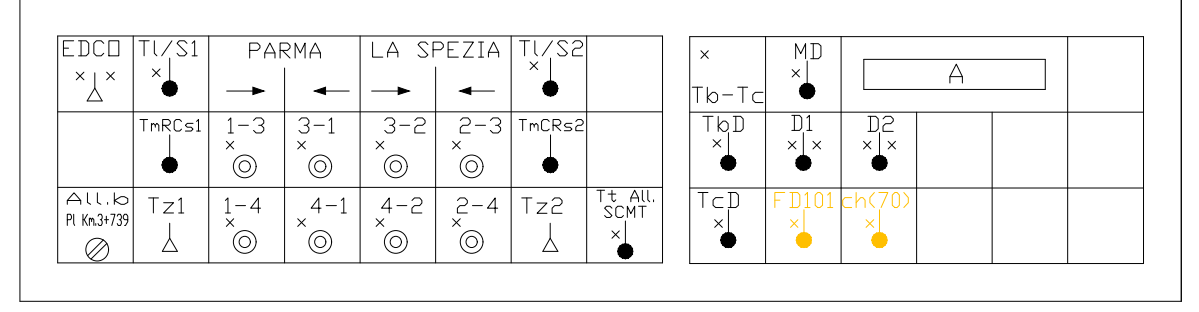 EDCO Tl/S1 PARMA LA SPEZIA Tl/S2
MD
A
Tb-Tc
TmRCs1 1-3 3-1 3-2 2-3 TmCRs2
TbD D1 D2
All.b
Pl Km.3+739
Tz1 1-4 4-1 4-2 2-4 Tz2
Tt All.
SCMT
TcD FD101 ch(70)